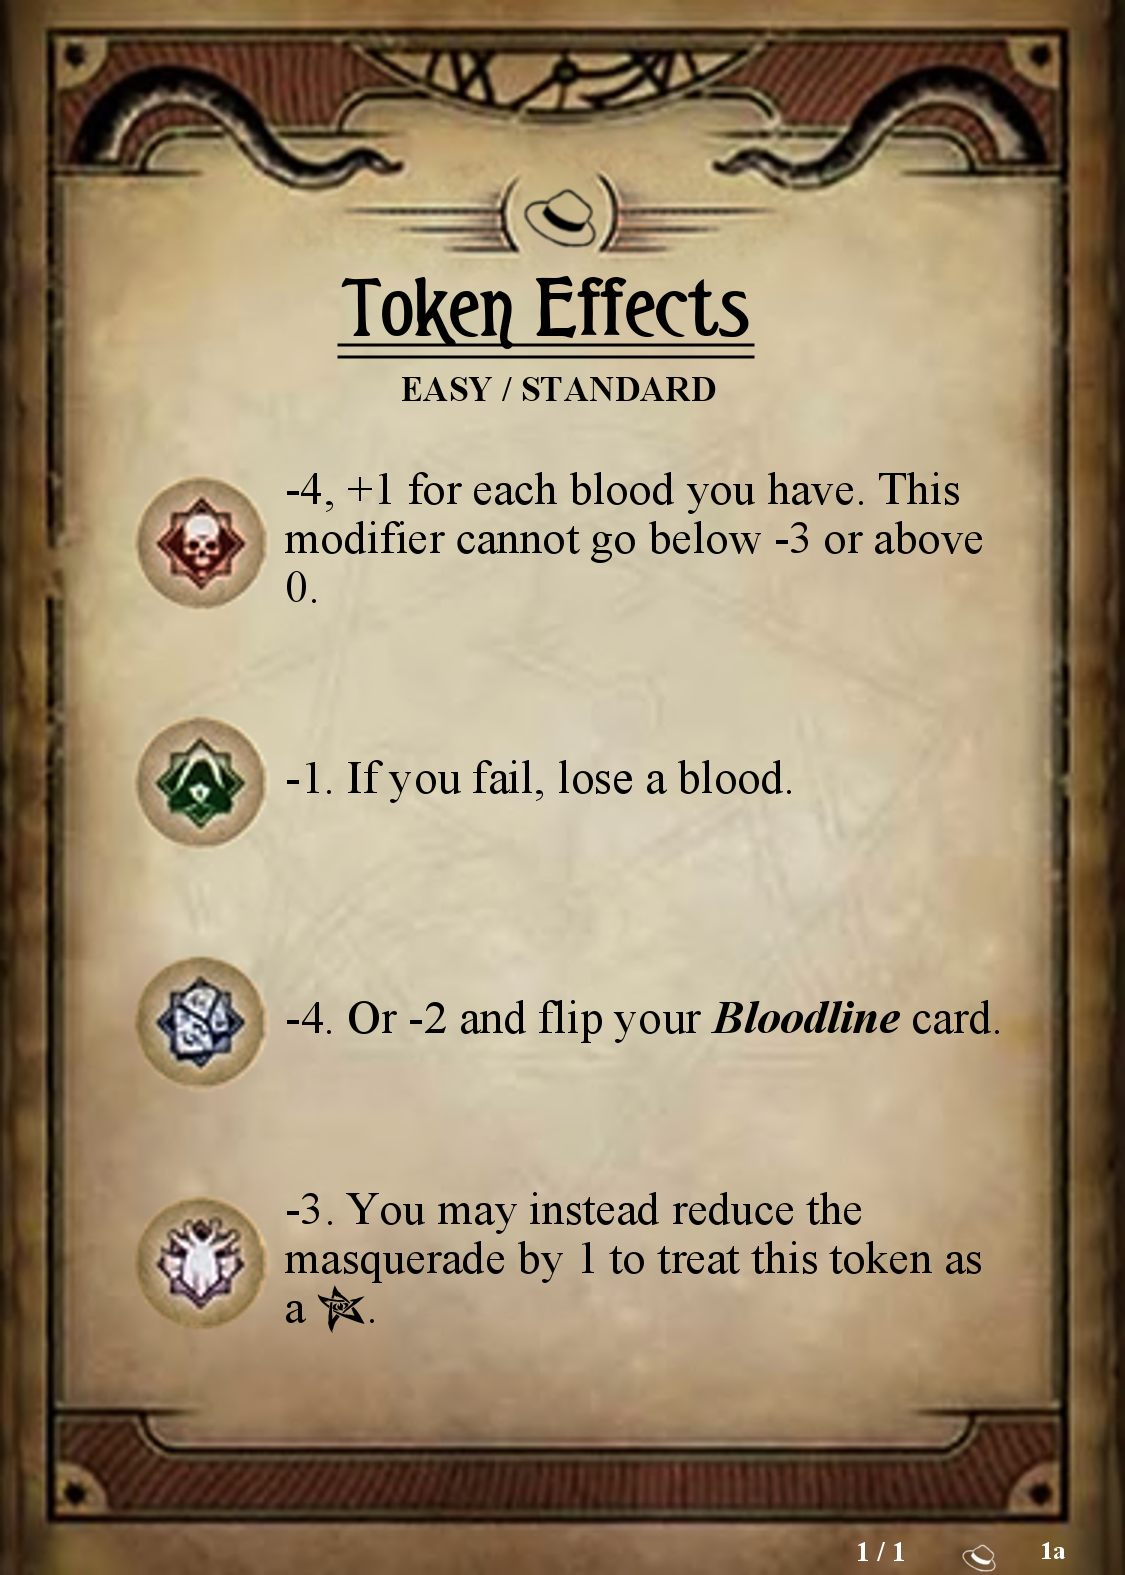 Token Effects
EASY / STANDARD
-4, +1 for each blood you have. This
modifier cannot go below -3 or above
0.
-1. If you fail, lose a blood.
-4. Or -2 and flip your Bloodline card.
-3. You may instead reduce the
masquerade by 1 to treat this token as
a .
1 / 1
1a